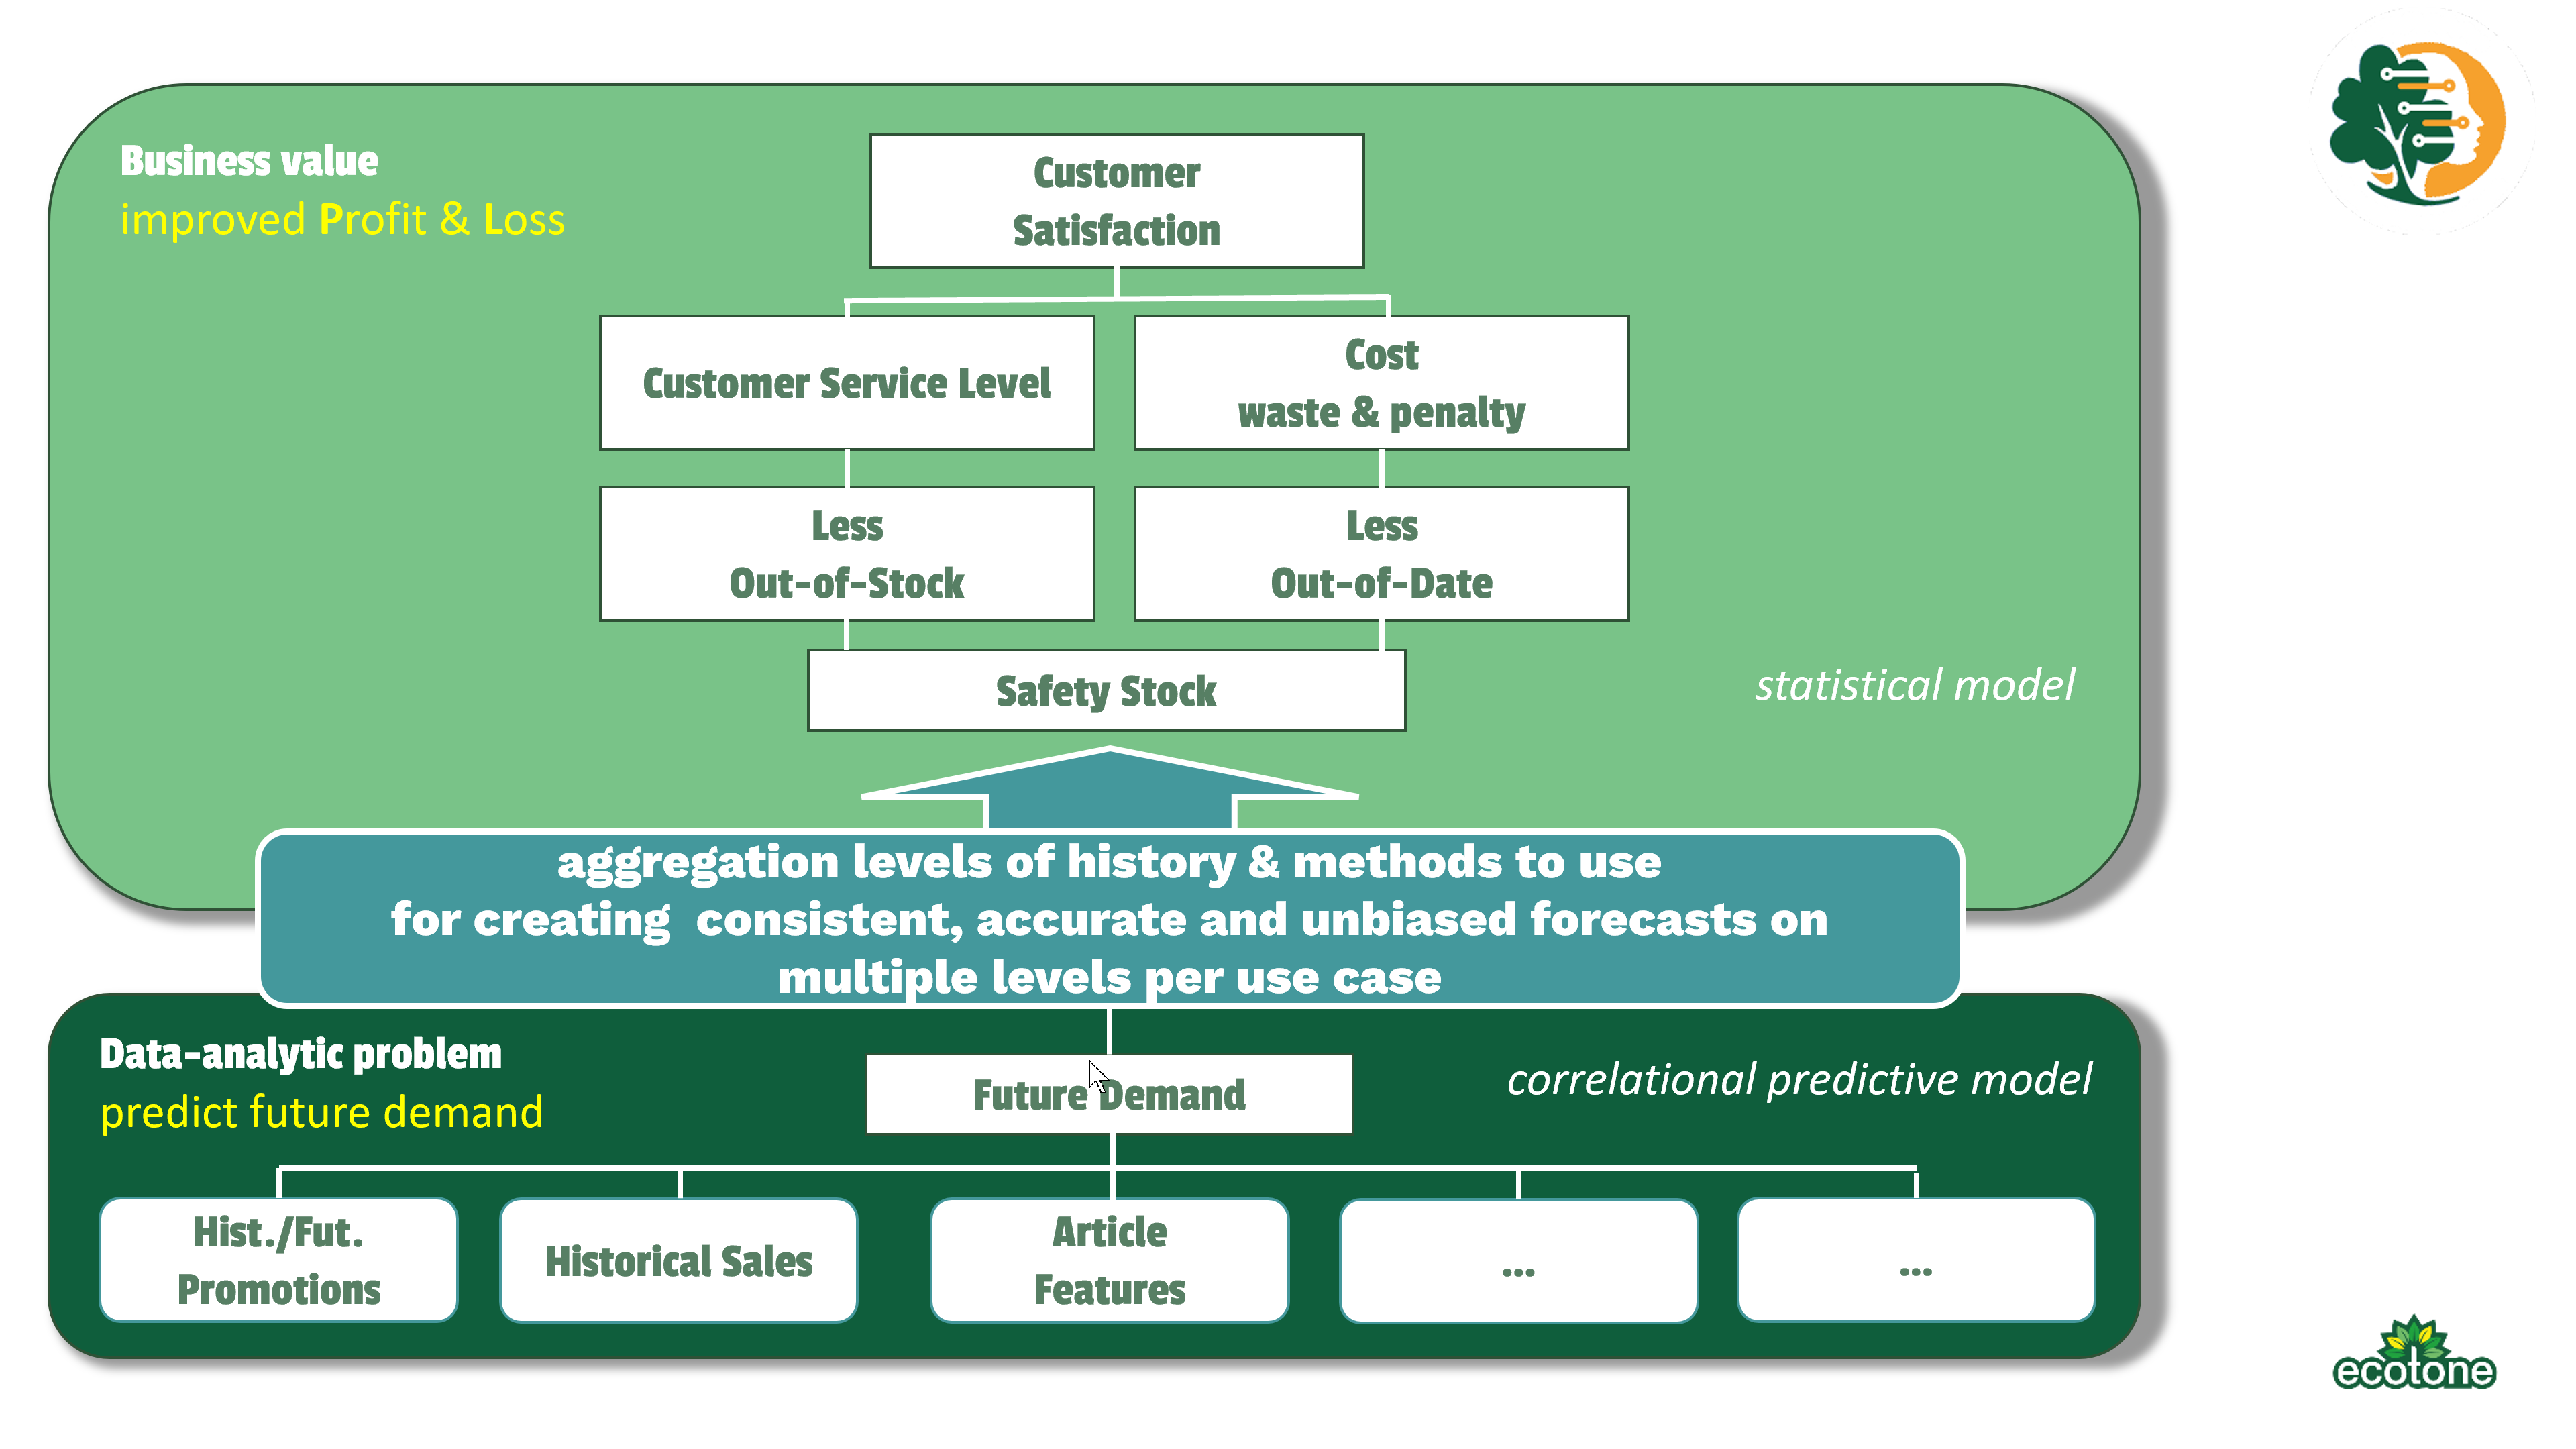 Business value
improved Profit & Loss
Customer
Satisfaction
Customer Service Level
Cost
waste & penalty
Less
Out-of-Stock
Less
Out-of-Date
Safety Stock
statistical model
aggregation levels of history & methods to use
for creating  consistent, accurate and unbiased forecasts on
multiple levels per use case
Data-analytic problem
predict future demand
Future Demand
correlational predictive model
Hist./Fut.
Promotions
Historical Sales
Article
Features
...
...
ecotone